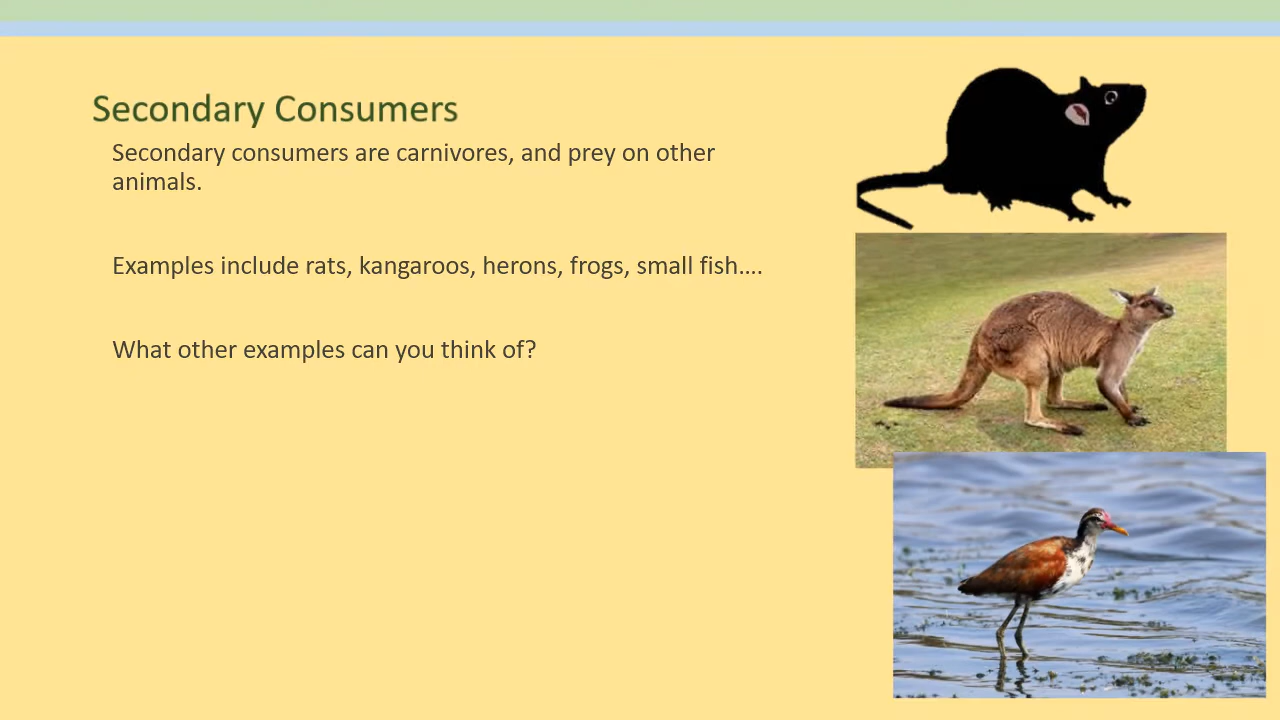 Secondary Consumers
Secondary consumers are carnivores, and prey on other
animals.
Examples include rats, kangaroos, herons, frogs, small fish....
What other examples can you think of?